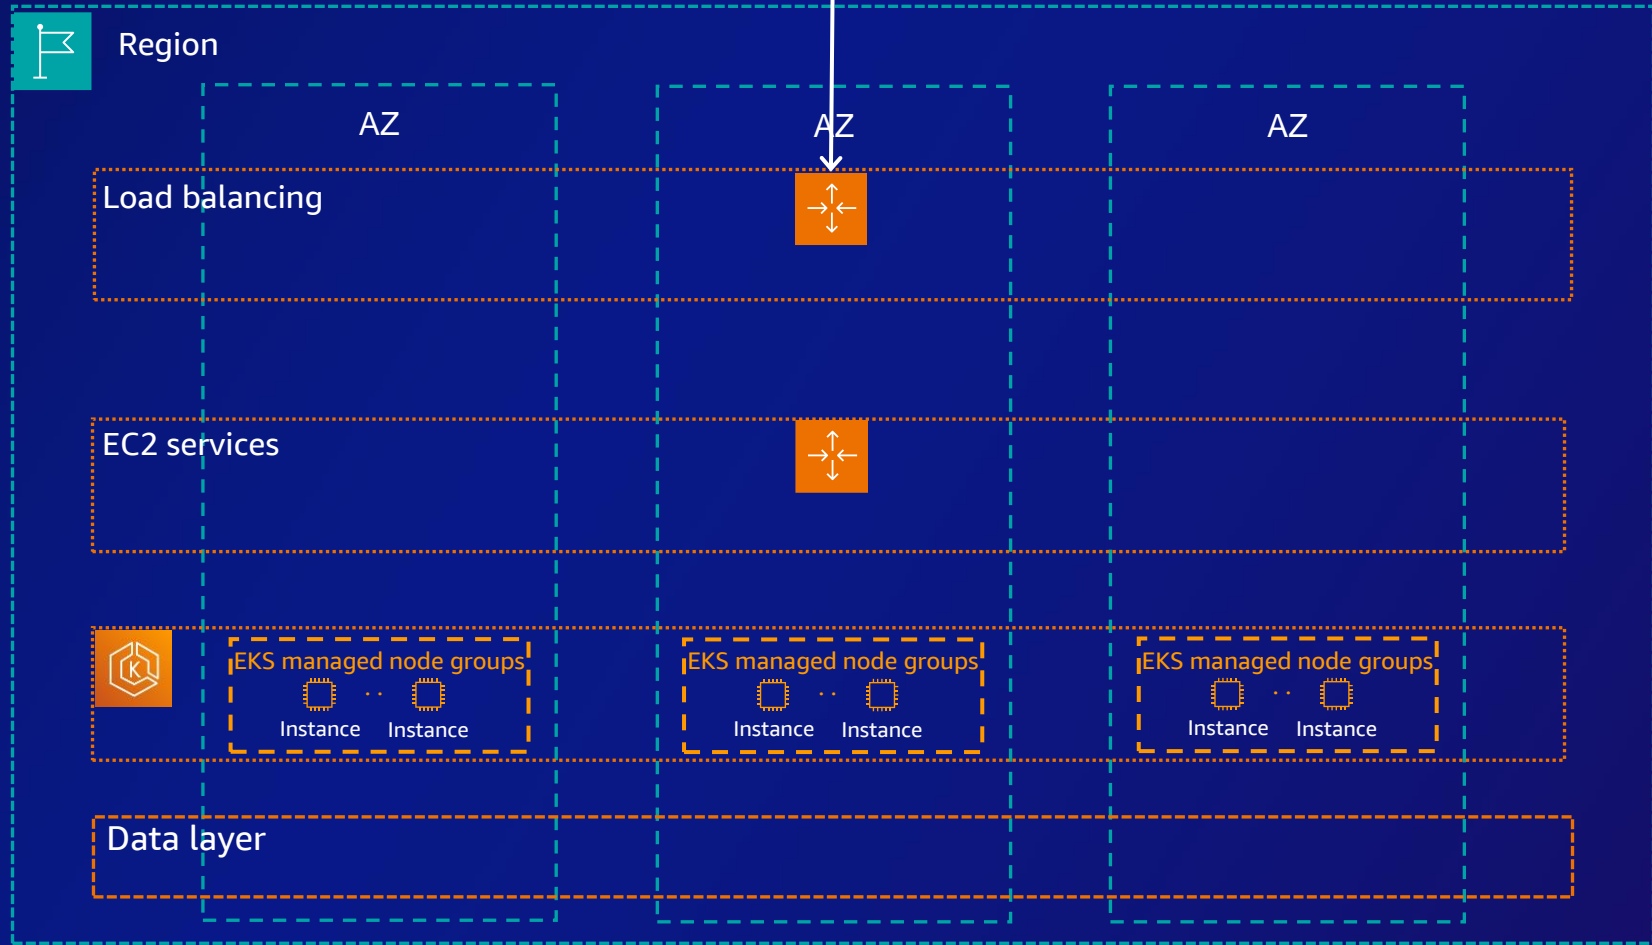 Region
AZ
AZ
AZ
Load balancing
EC2 services
K
EKS managed node groups
Instance
Instance
EKS managed node groups
Instance
Instance
EKS managed node groups
Instance
Instance
Data layer